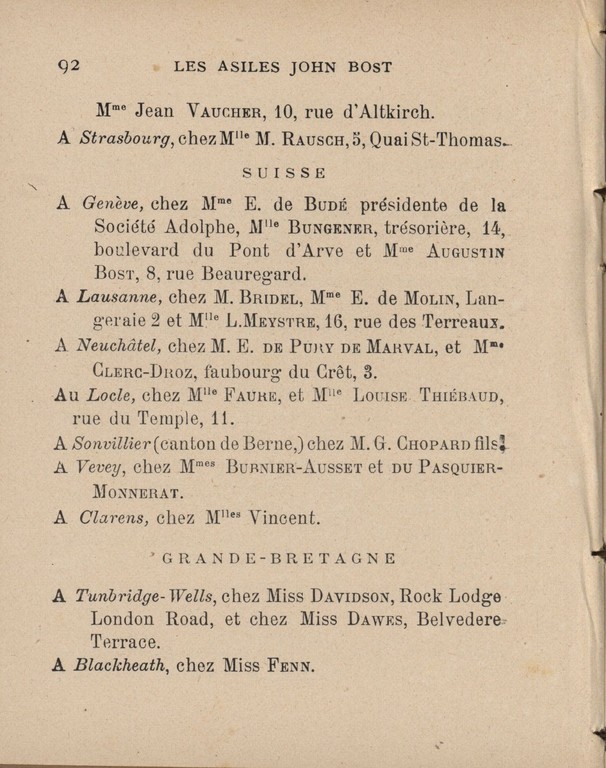 92 LES ASILES JOHN BOST
Mme Jean VAUCHER, 10, rue d'Altkirch.
A Strasbourg, chez Mlle M. RAUSCH, 5, Quai St-Thomas.
SUISSE
A Genève, chez Mme E. de BUDÉ présidente de la
Société Adolphe, Mlle BUNGENER, trésorière, 14,
boulevard du Pont d'Arve et Mme AUGUSTIN
BOST, 8, rue Beauregard.
A Lausanne, chez M. BRIDEL, Mme E. de MOLIN, Lan-
geraie 2 et Mlle L. MEYSTRE, 16, rue des Terreaux.
A Neuchâtel, chez M. E. DE PURY DE MARVAL, et Mme
CLERC-DROZ, faubourg du Crêt, 3.
Au Locle, chez Mlle FAURE, et Mlle LOUISE THIÉBAUD,
rue du Temple, 11.
A Sonvillier (canton de Berne,) chez M. G. CHOPARD fils.
A Vevey, chez Mmes BURNIER-AUSSET et DU PASQUIER-
MONNERAT.
A Clarens, chez Mlles Vincent.
GRANDE-BRETAGNE
A Tunbridge-Wells, chez Miss DAVIDSON, Rock Lodge
London Road, et chez Miss DAWES, Belvedere
Terrace.
A Blackheath, chez Miss FENN.